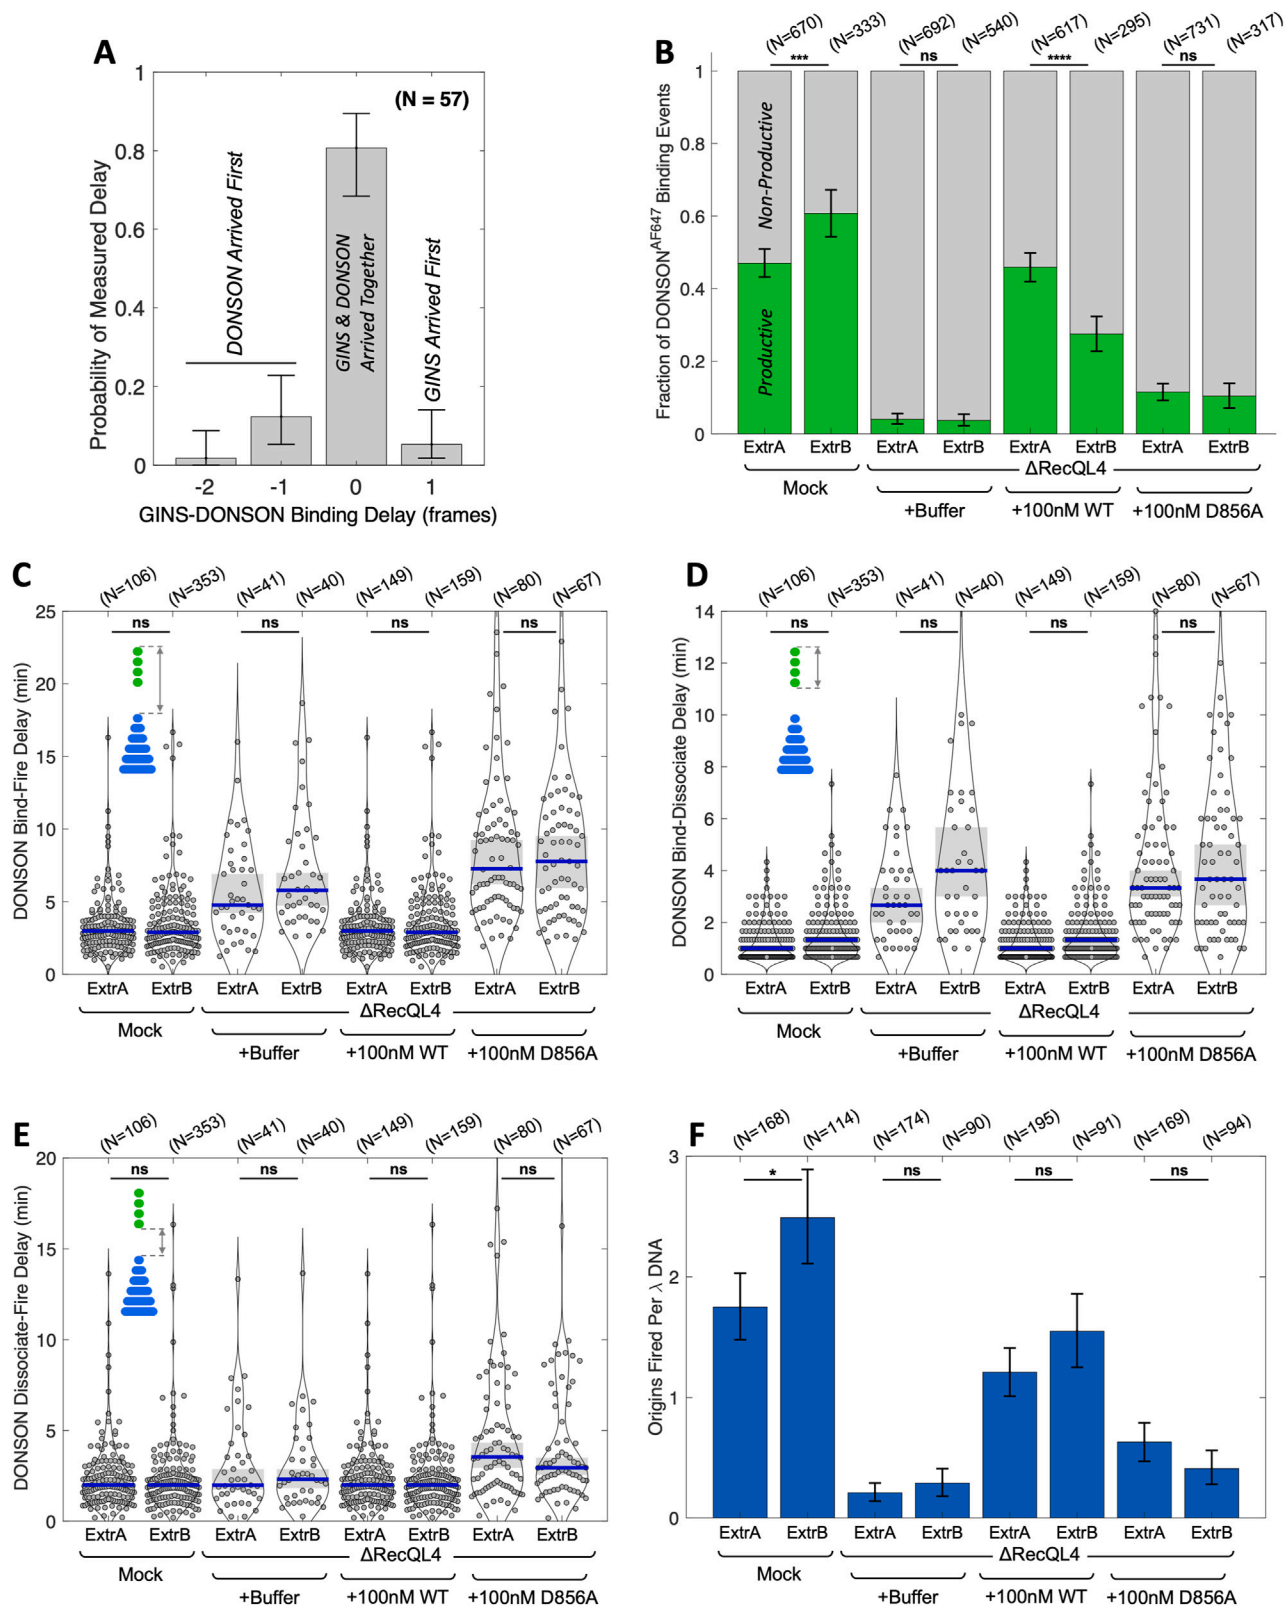 A
Probability of Measured Delay
1
0.8
0.6
0.4
0.2
0
(N = 57)
DONSON Arrived First
GINS & DONSON
Arrived Together
GINS Arrived First
-2 -1 0 1
GINS-DONSON Binding Delay (frames)
B
(N=670) (N=333) (N=692) (N=540) (N=617) (N=295) (N=731) (N=317)
*** ns **** ns
Fraction of DONSON^AF647 Binding Events
1
0.8
0.6
0.4
0.2
0
Non-Productive
Productive
ExtrA ExtrB ExtrA ExtrB ExtrA ExtrB ExtrA ExtrB
ΔRecQL4
Mock
+Buffer +100nM WT +100nM D856A
C
(N=106) (N=353) (N=41) (N=40) (N=149) (N=159) (N=80) (N=67)
ns ns ns ns
DONSON Bind-Fire Delay (min)
25
20
15
10
5
0
ExtrA ExtrB ExtrA ExtrB ExtrA ExtrB ExtrA ExtrB
ΔRecQL4
Mock
+Buffer +100nM WT +100nM D856A
D
(N=106) (N=353) (N=41) (N=40) (N=149) (N=159) (N=80) (N=67)
ns ns ns ns
DONSON Bind-Dissociate Delay (min)
14
12
10
8
6
4
2
0
ExtrA ExtrB ExtrA ExtrB ExtrA ExtrB ExtrA ExtrB
ΔRecQL4
Mock
+Buffer +100nM WT +100nM D856A
E
(N=106) (N=353) (N=41) (N=40) (N=149) (N=159) (N=80) (N=67)
ns ns ns ns
DONSON Dissociate-Fire Delay (min)
20
15
10
5
0
ExtrA ExtrB ExtrA ExtrB ExtrA ExtrB ExtrA ExtrB
ΔRecQL4
Mock
+Buffer +100nM WT +100nM D856A
F
(N=168) (N=114) (N=174) (N=90) (N=195) (N=91) (N=169) (N=94)
* ns ns ns
Origins Fired Per λ DNA
3
2
1
0
ExtrA ExtrB ExtrA ExtrB ExtrA ExtrB ExtrA ExtrB
ΔRecQL4
Mock
+Buffer +100nM WT +100nM D856A